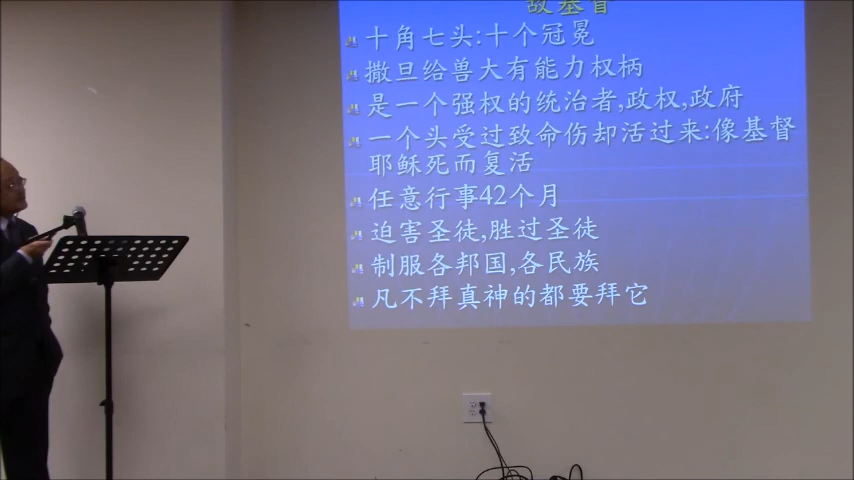 敌基督
十角七头:十个冠冕
撒旦给兽大有能力权柄
是一个强权的统治者,政权,政府
一个头受过致命伤却活过来:像基督
耶稣死而复活
任意行事42个月
迫害圣徒,胜过圣徒
制服各邦国,各民族
凡不拜真神的都要拜它